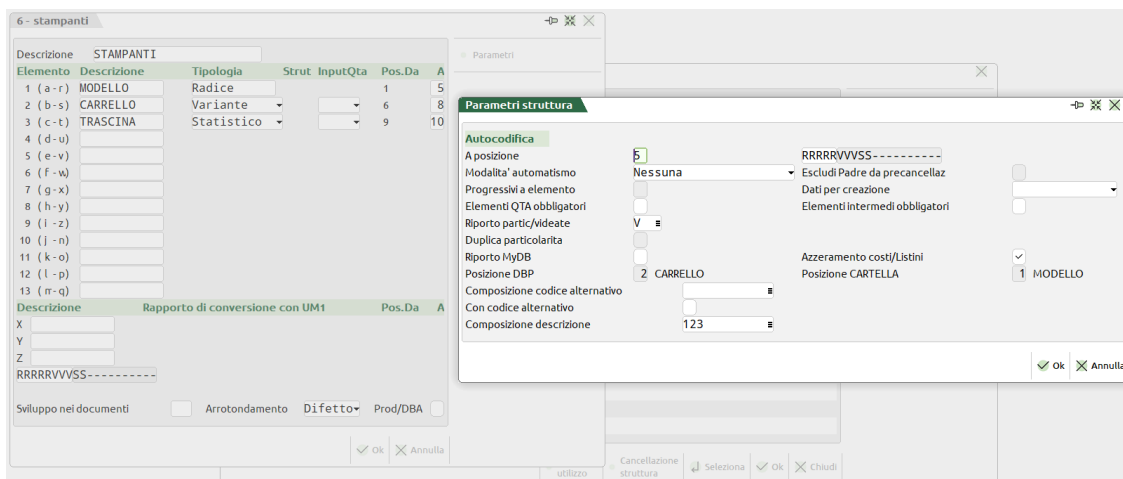 6 - stampanti
Parametri
Descrizione STAMPANTI
Elemento Descrizione Tipologia Strut InputQta Pos.Da A
1 (a-r) MODELLO Radice 1 5
2 (b-s) CARRELLO Variante 6 8
3 (c-t) TRASCINA Statistico 9 10
4 (d-u)
5 (e-v)
6 (f-w)
7 (g-x)
8 (h-y)
9 (i-z)
10 (j-n)
11 (k-o)
12 (l-p)
13 (m-q)
Descrizione Rapporto di conversione con UM1 Pos.Da A
X
Y
Z
RRRRRVVVSS----------
Sviluppo nei documenti Arrotondamento Difetto Prod/DBA
Ok Annulla
Parametri struttura
Autocodifica
A posizione 5 RRRRRVVVSS----------
Modalita' automatismo Nessuna Escludi Padre da precancellaz
Progressivi a elemento Dati per creazione
Elementi QTA obbligatori Elementi intermedi obbligatori
Riporto partic/videate V
Duplica particolarita
Riporto MyDB Azzeramento costi/Listini
Posizione DBP 2 CARRELLO Posizione CARTELLA 1 MODELLO
Composizione codice alternativo
Con codice alternativo
Composizione descrizione 123
Ok Annulla
utilizzo
Cancellazione
struttura
Seleziona Ok Chiudi